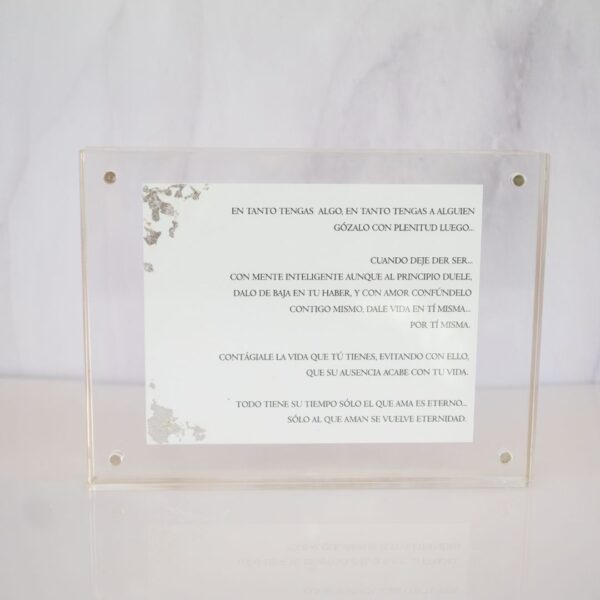 EN TANTO TENGAS ALGO, EN TANTO TENGAS A ALGUIEN
GÓZALO CON PLENITUD LUEGO...
CUANDO DEJE DER SER...
CON MENTE INTELIGENTE AUNQUE AL PRINCIPIO DUELE,
DALO DE BAJA EN TU HABER, Y CON AMOR CONFÚNDELO
CONTIGO MISMO, DALE VIDA EN TÍ MISMA...
POR TÍ MISMA.
CONTÁGIALE LA VIDA QUE TÚ TIENES, EVITANDO CON ELLO,
QUE SU AUSENCIA ACABE CON TU VIDA.
TODO TIENE SU TIEMPO SÓLO EL QUE AMA ES ETERNO...
SÓLO AL QUE AMAN SE VUELVE ETERNIDAD.